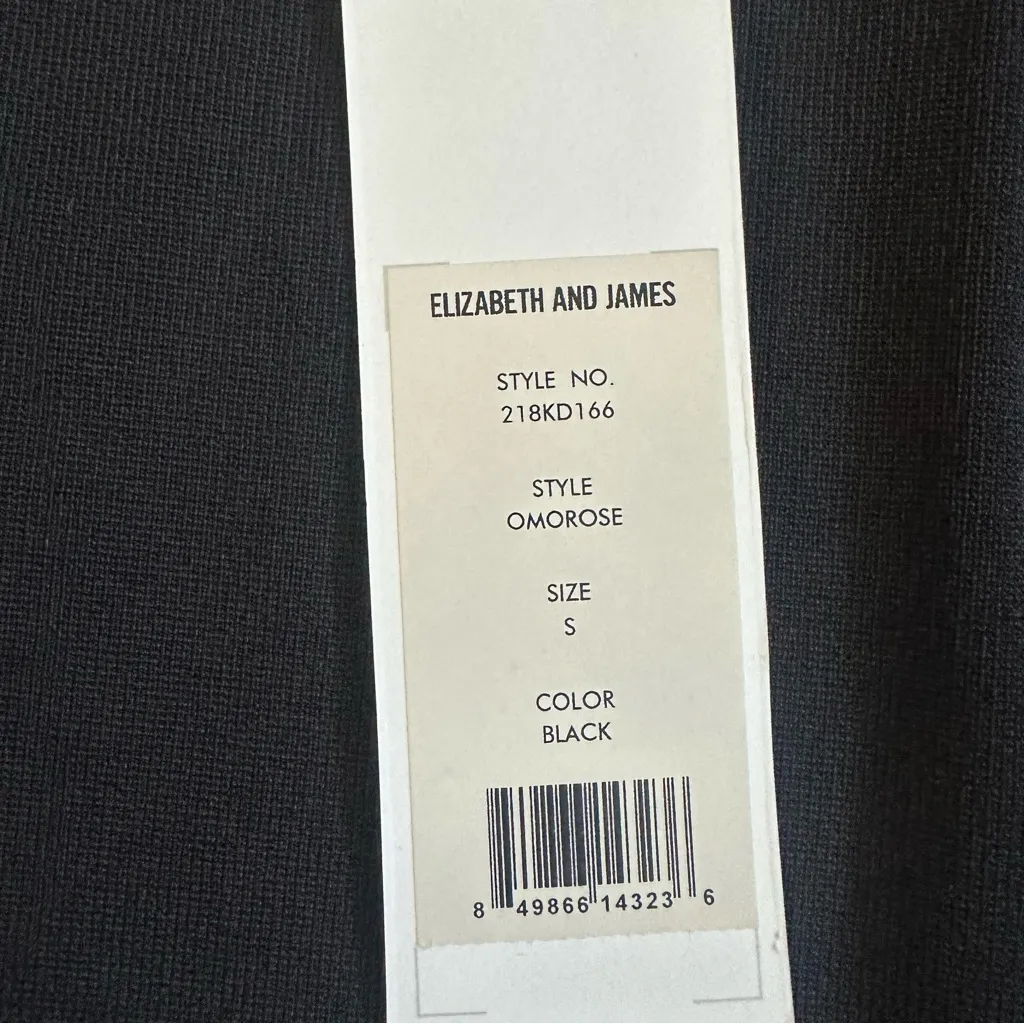 ELIZABETH AND JAMES
STYLE NO.
218KD166
STYLE
OMOROSE
SIZE
S
COLOR
BLACK
8 49866 14323 6